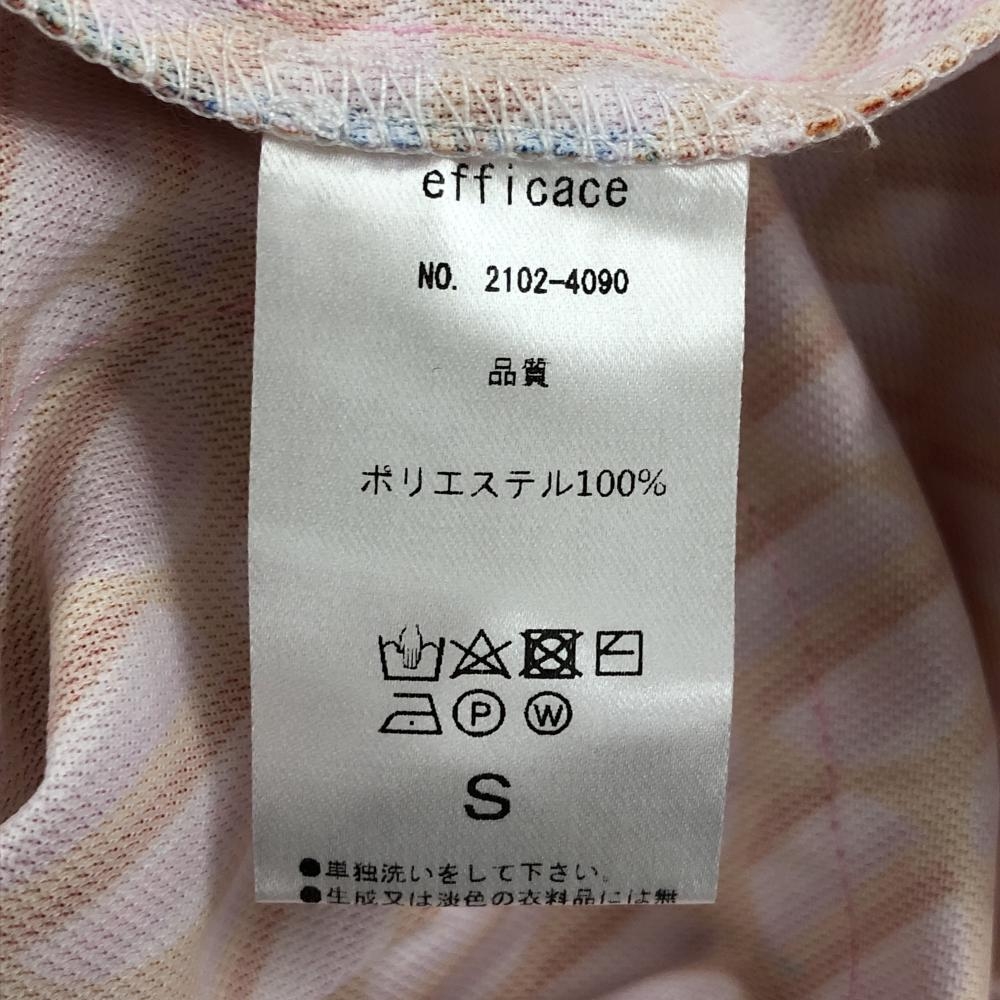 efficace
NO. 2102-4090
品質
ポリエステル100%
P W
S
●単独洗いをして下さい。
●生成又は淡色の衣料品には無